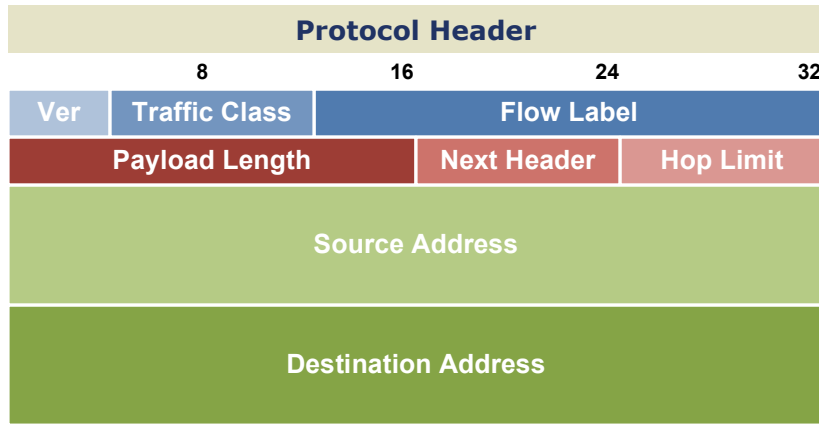 Protocol Header
8 16 24 32
Ver Traffic Class Flow Label
Payload Length Next Header Hop Limit
Source Address
Destination Address